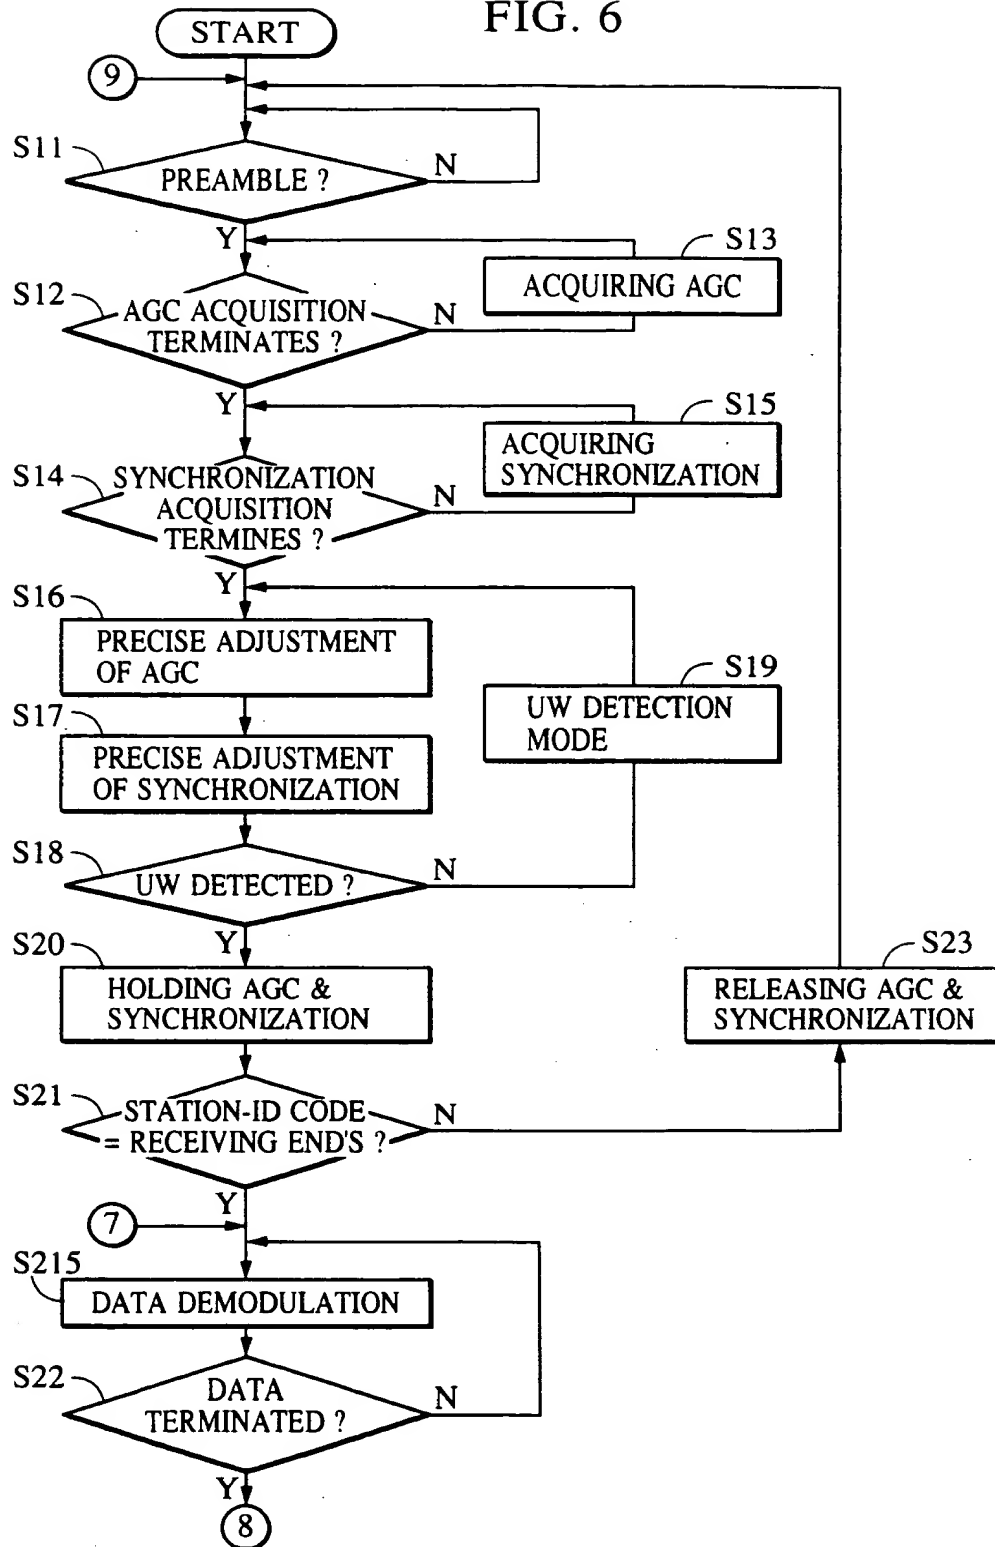 FIG. 6
START
9
S11
PREAMBLE ?
N
Y
S13
ACQUIRING AGC
S12
AGC ACQUISITION
TERMINATES ?
N
Y
S15
ACQUIRING
SYNCHRONIZATION
S14
SYNCHRONIZATION
ACQUISITION
TERMINES ?
N
Y
S16
PRECISE ADJUSTMENT
OF AGC
S19
UW DETECTION
MODE
S17
PRECISE ADJUSTMENT
OF SYNCHRONIZATION
S18
UW DETECTED ?
N
Y
S20
HOLDING AGC &
SYNCHRONIZATION
S23
RELEASING AGC &
SYNCHRONIZATION
S21
STATION-ID CODE
= RECEIVING END'S ?
N
Y
7
S215
DATA DEMODULATION
S22
DATA
TERMINATED ?
N
Y
8